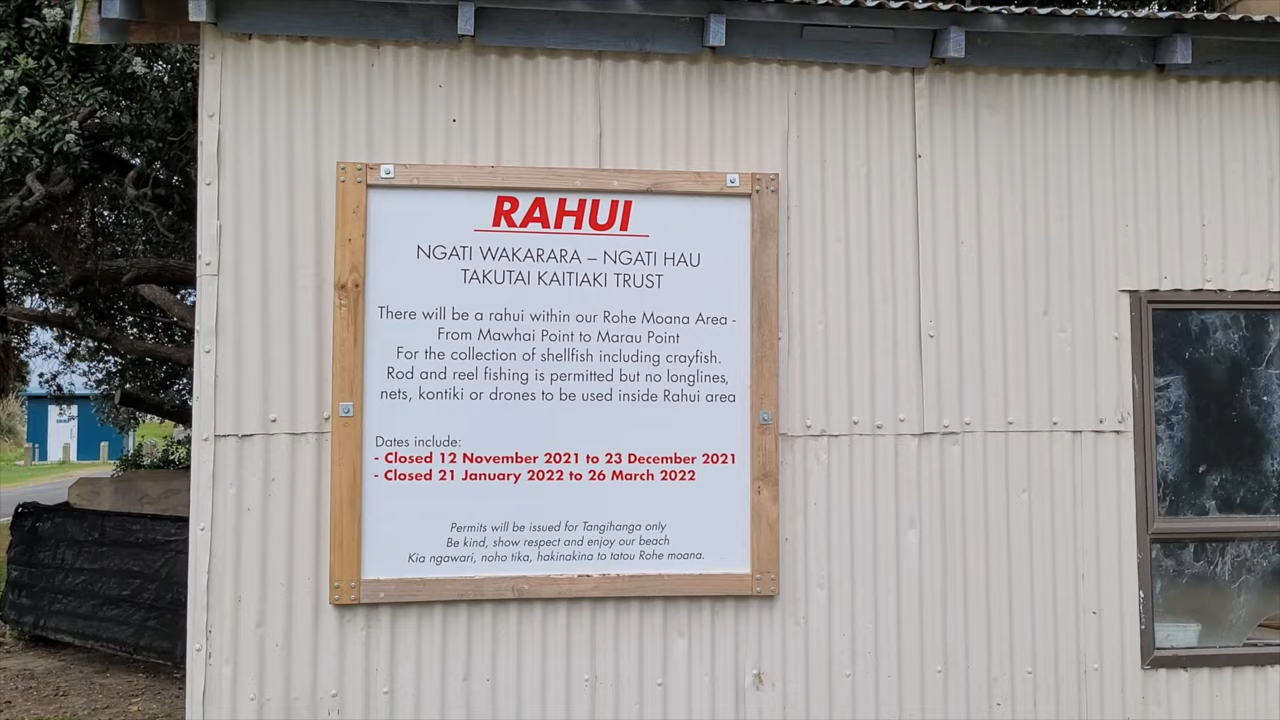 RAHUI
NGATI WAKARARA – NGATI HAU
TAKUTAI KAITIAKI TRUST
There will be a rahui within our Rohe Moana Area -
From Mawhai Point to Marau Point
For the collection of shellfish including crayfish.
Rod and reel fishing is permitted but no longlines,
nets, kontiki or drones to be used inside Rahui area
Dates include:
- Closed 12 November 2021 to 23 December 2021
- Closed 21 January 2022 to 26 March 2022
Permits will be issued for Tangihanga only
Be kind, show respect and enjoy our beach
Kia ngawari, noho tika, hakinakina to tatou Rohe moana.